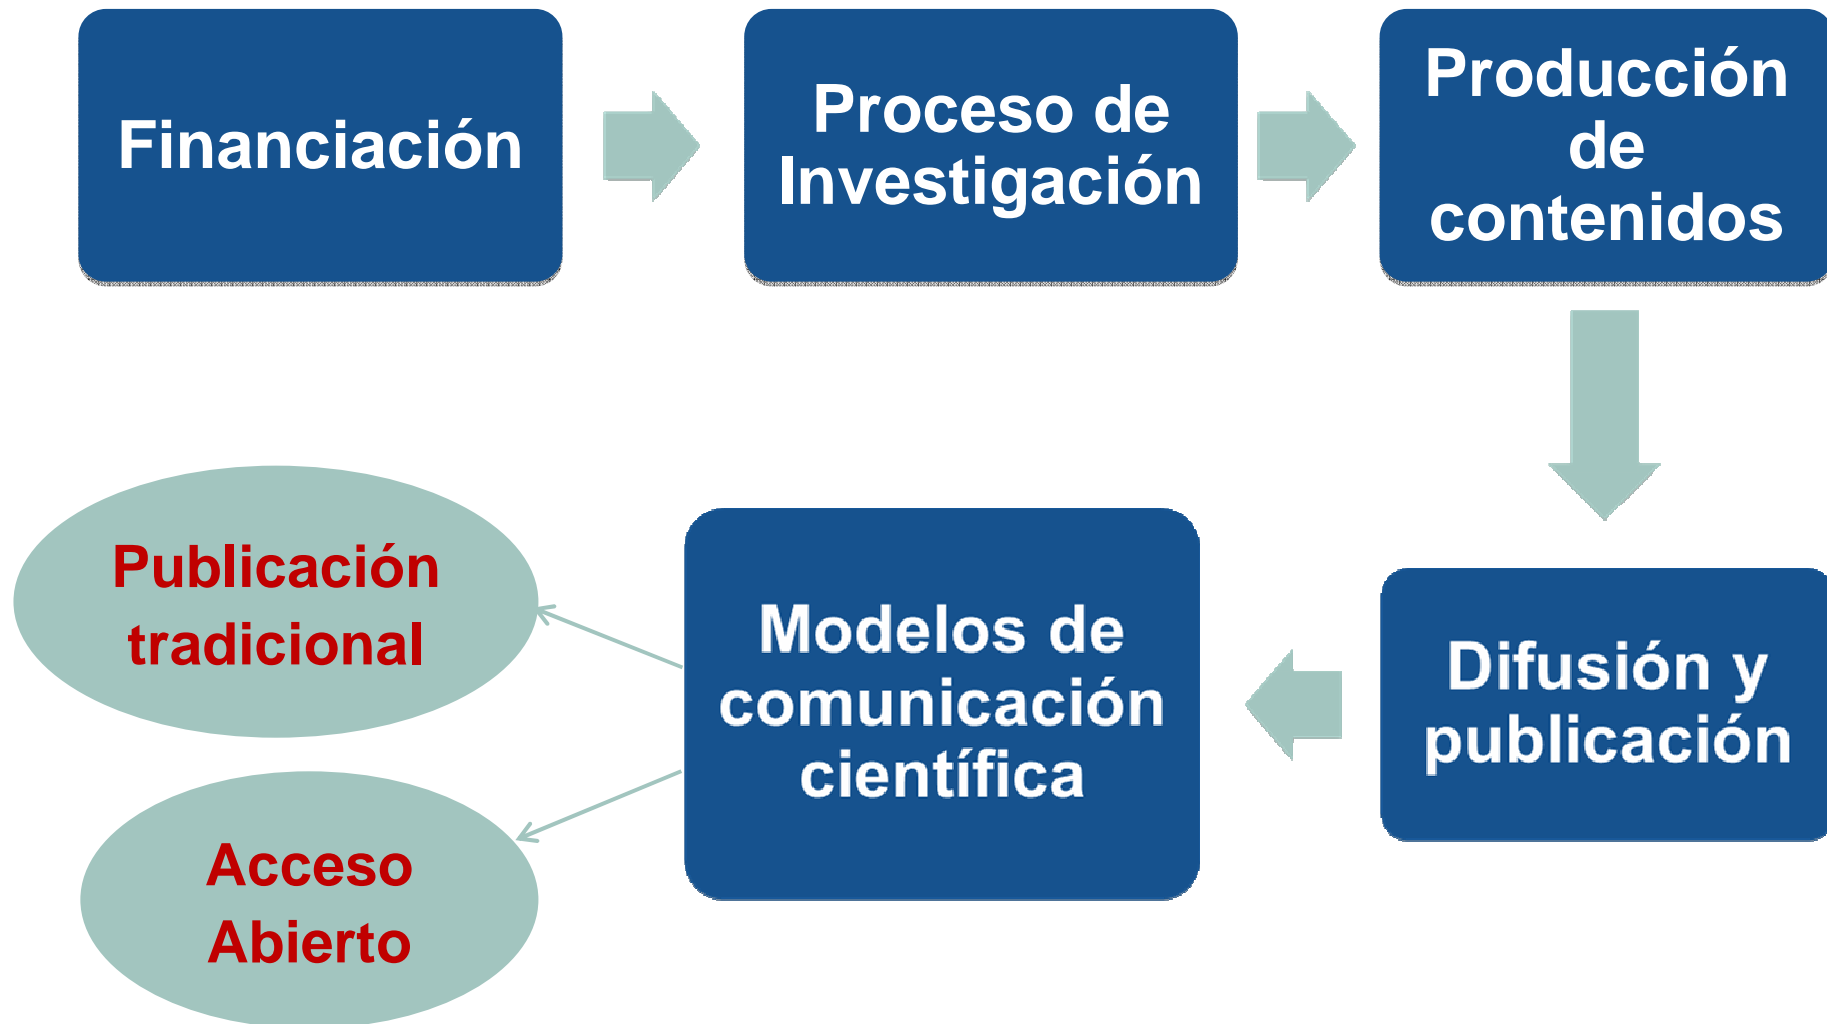 Financiación
Proceso de
Investigación
Producción
de
contenidos
Difusión y
publicación
Modelos de
comunicación
científica
Publicación
tradicional
Acceso
Abierto